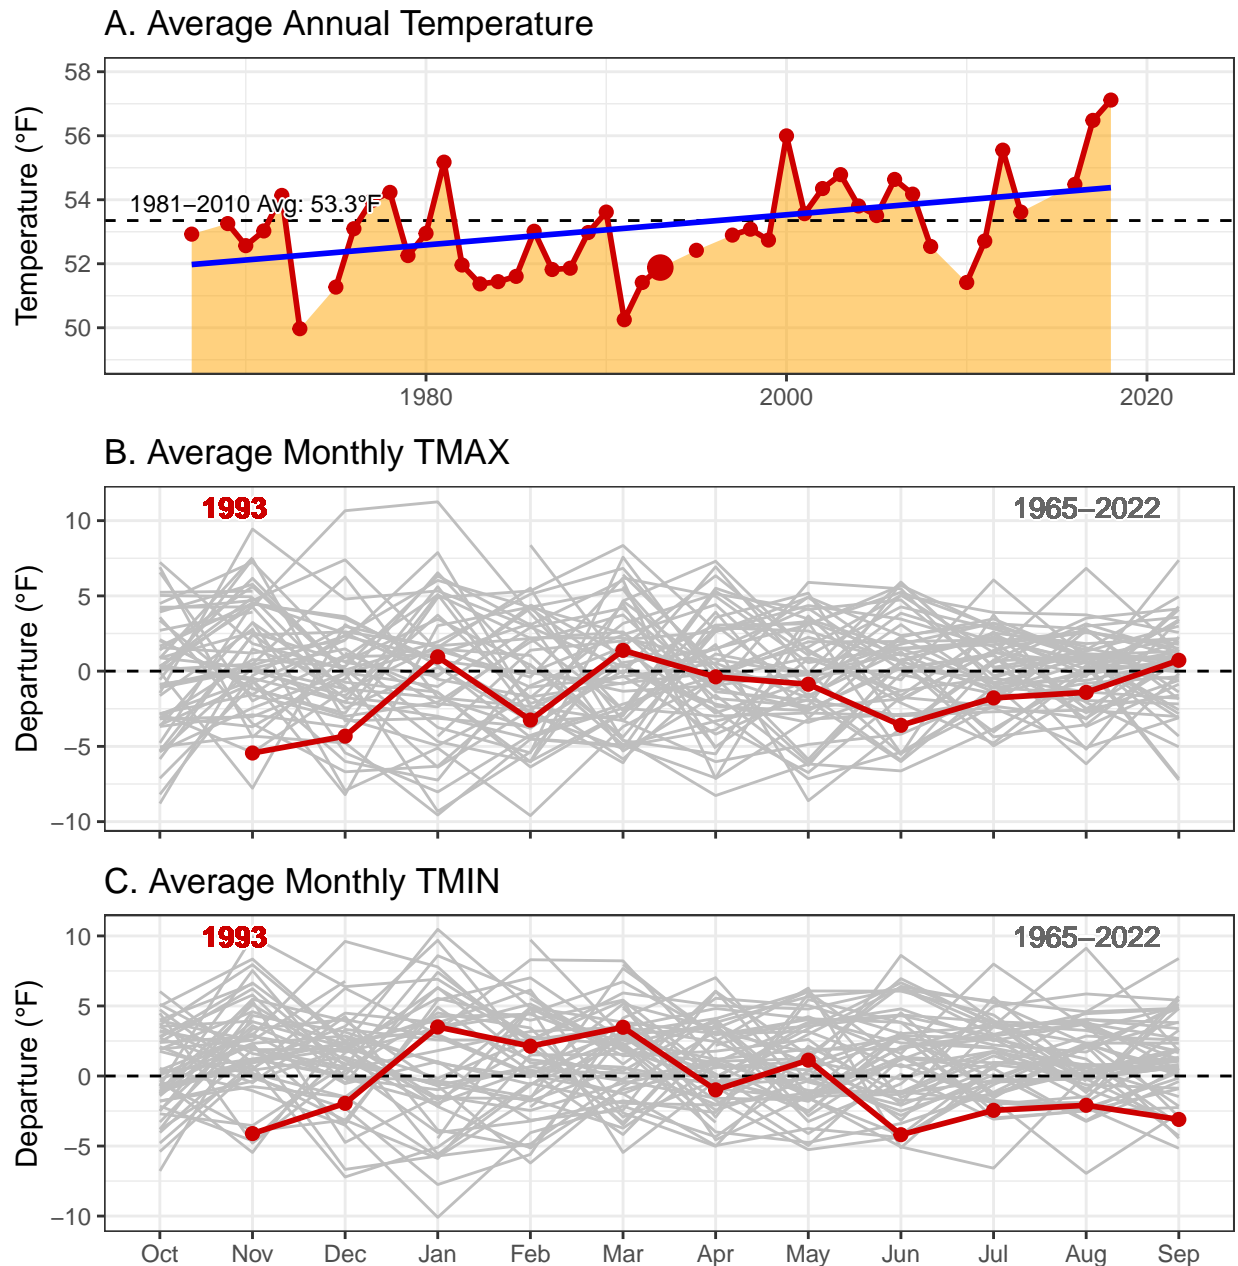 A. Average Annual Temperature
Temperature (°F)
58
56
54
52
50
1981–2010 Avg: 53.3°F
1980
2000
2020
B. Average Monthly TMAX
Departure (°F)
10
5
0
−5
−10
1993
1965–2022
C. Average Monthly TMIN
Departure (°F)
10
5
0
−5
−10
1993
1965–2022
Oct Nov Dec Jan Feb Mar Apr May Jun Jul Aug Sep